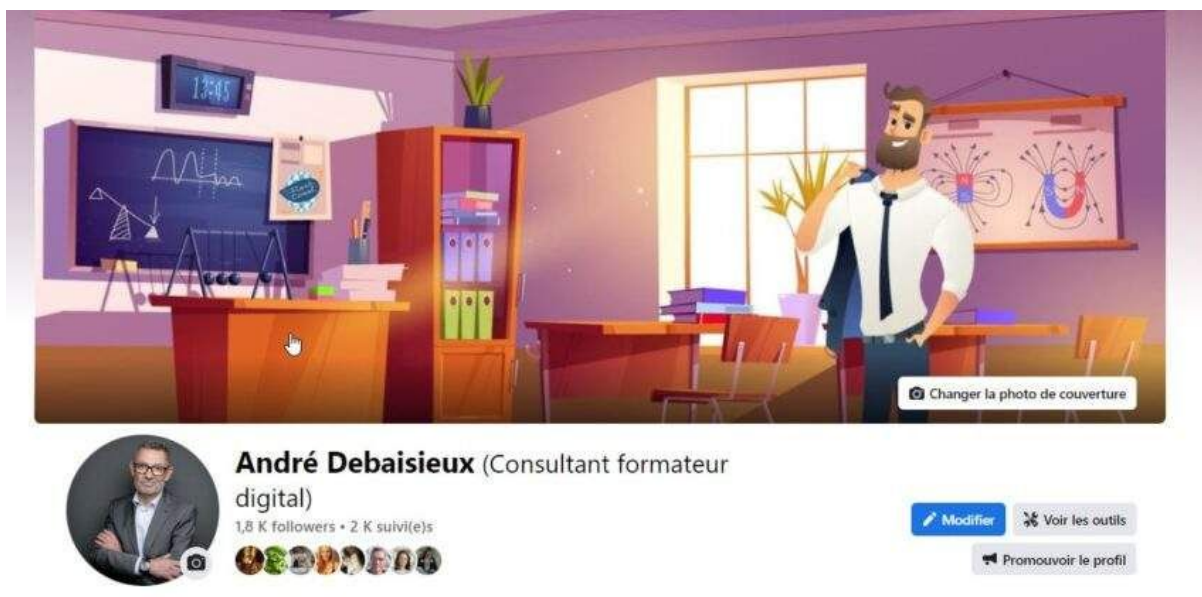 13:45
Changer la photo de couverture
André Debaisieux (Consultant formateur
digital)
1,8 K followers • 2 K suivi(e)s
Modifier
Voir les outils
Promouvoir le profil